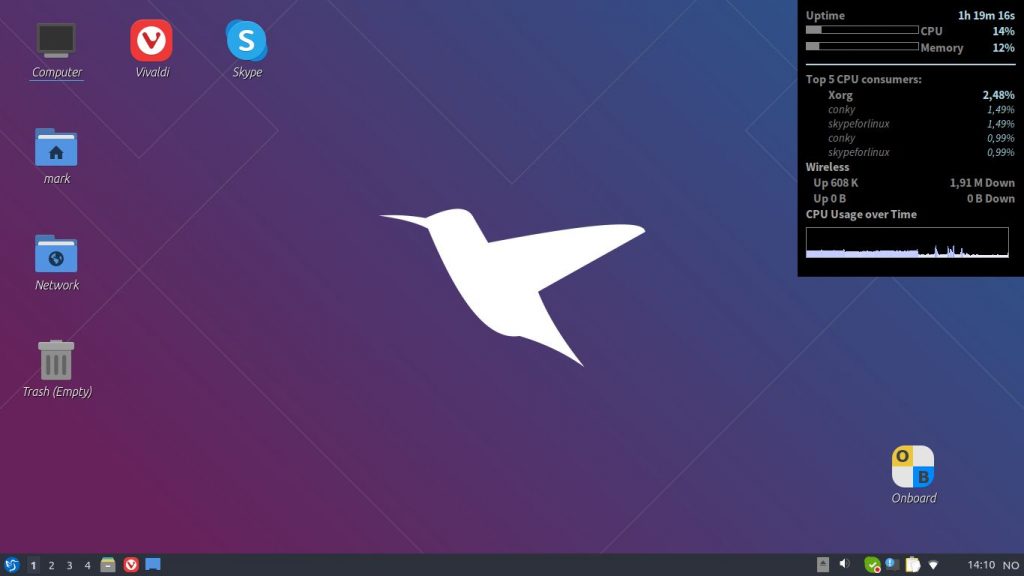 Computer
Vivaldi
S
Skype
mark
Network
Trash (Empty)
Uptime 1h 19m 16s
CPU 14%
Memory 12%
Top 5 CPU consumers:
Xorg 2,48%
conky 1,49%
skypeforlinux 1,49%
conky 0,99%
skypeforlinux 0,99%
Wireless
Up 608 K 1,91 M Down
Up 0 B 0 B Down
CPU Usage over Time
O
B
Onboard
1 2 3 4 14:10 NO